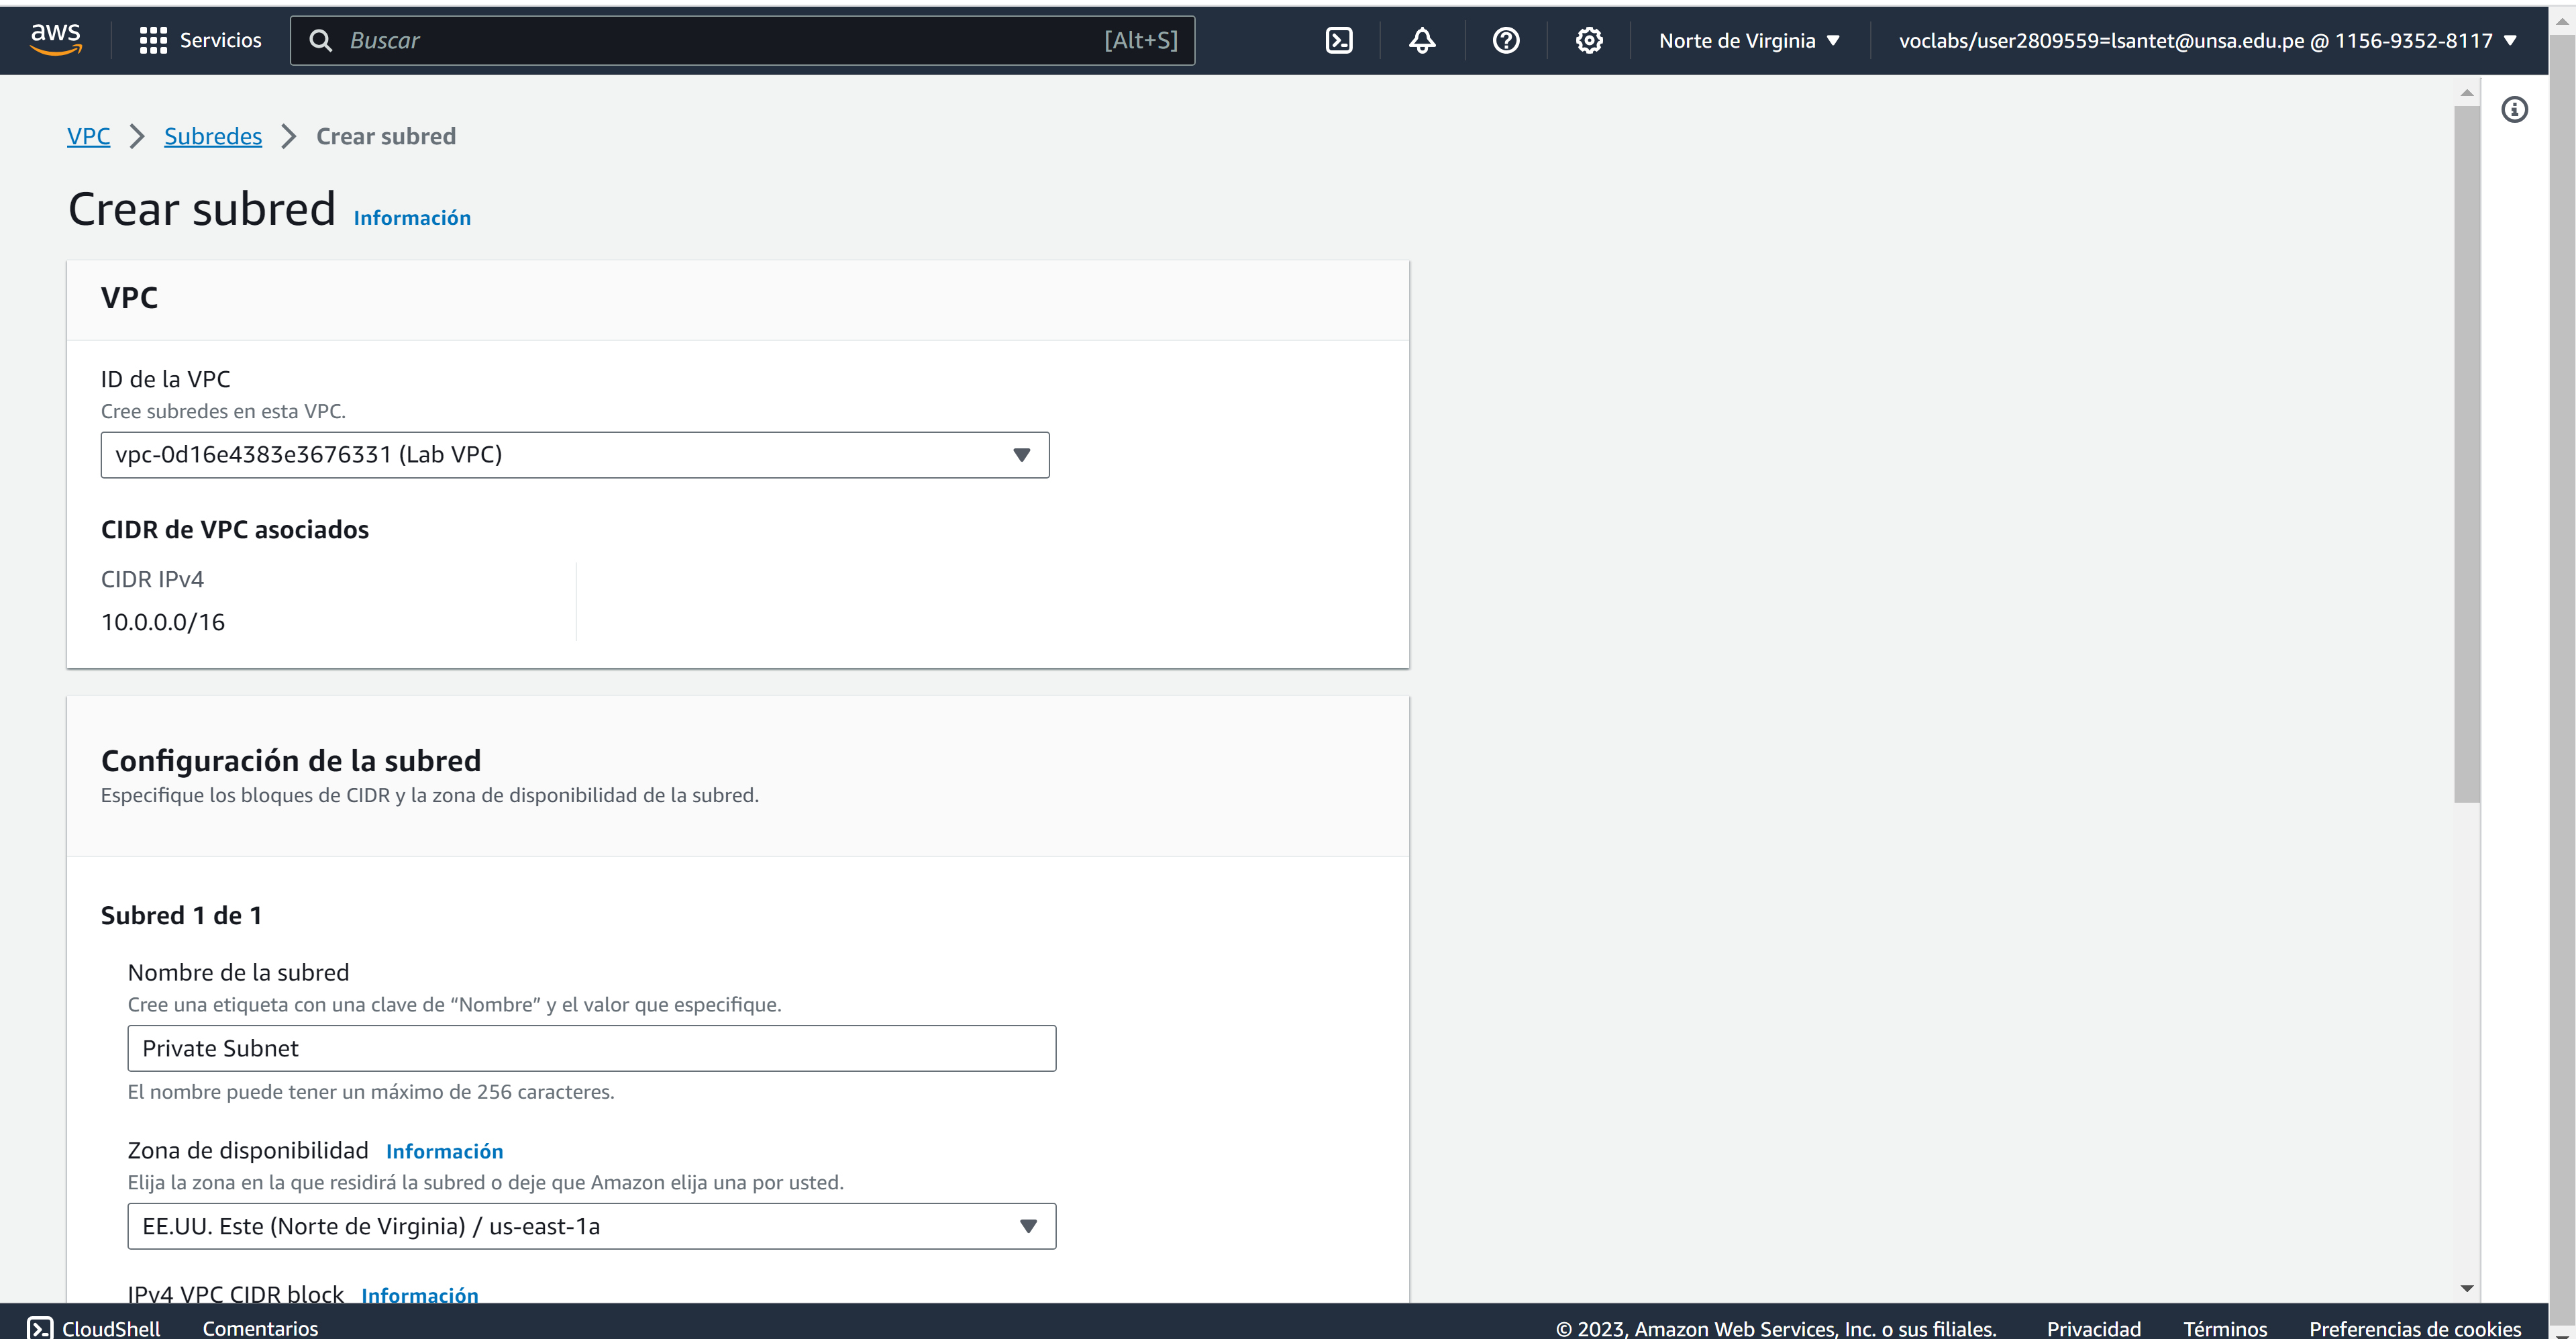 aws
Servicios
Buscar
[Alt+S]
Norte de Virginia
voclabs/user2809559=lsantet@unsa.edu.pe @ 1156-9352-8117
VPC
Subredes
Crear subred
Crear subred Información
VPC
ID de la VPC
Cree subredes en esta VPC.
vpc-0d16e4383e3676331 (Lab VPC)
CIDR de VPC asociados
CIDR IPv4
10.0.0.0/16
Configuración de la subred
Especifique los bloques de CIDR y la zona de disponibilidad de la subred.
Subred 1 de 1
Nombre de la subred
Cree una etiqueta con una clave de “Nombre” y el valor que especifique.
Private Subnet
El nombre puede tener un máximo de 256 caracteres.
Zona de disponibilidad Información
Elija la zona en la que residirá la subred o deje que Amazon elija una por usted.
EE.UU. Este (Norte de Virginia) / us-east-1a
IPv4 VPC CIDR block Información
CloudShell
Comentarios
© 2023, Amazon Web Services, Inc. o sus filiales.
Privacidad
Términos
Preferencias de cookies